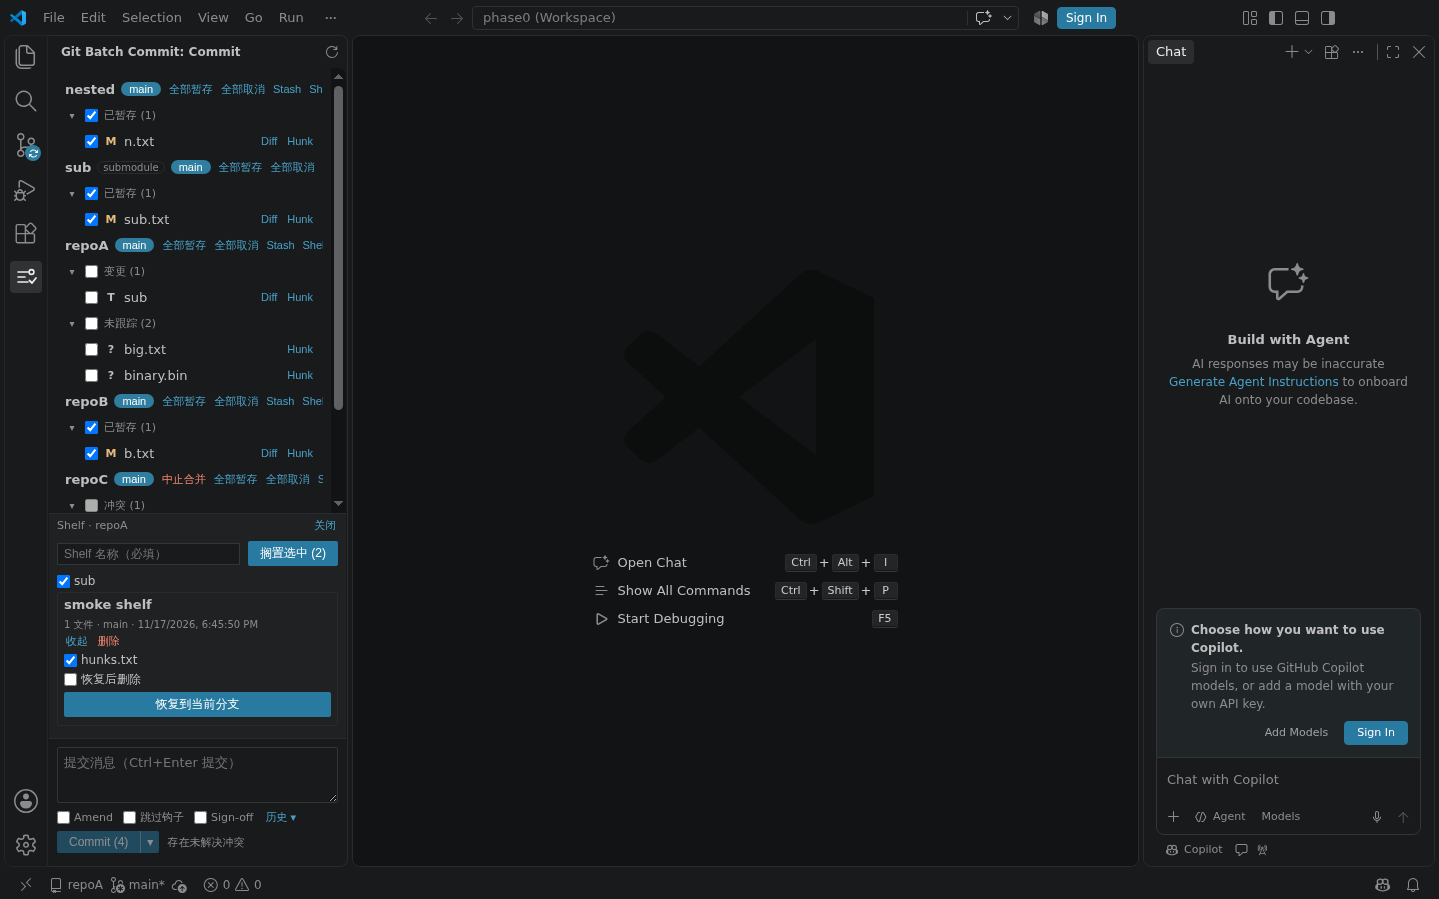 File Edit Selection View Go Run ···
phase0 (Workspace)
Sign In
Git Batch Commit: Commit
nested main 全部暂存 全部取消 Stash Sh
已暂存 (1)
M n.txt Diff Hunk
sub submodule main 全部暂存 全部取消
已暂存 (1)
M sub.txt Diff Hunk
repoA main 全部暂存 全部取消 Stash She
变更 (1)
T sub Diff Hunk
未跟踪 (2)
? big.txt Hunk
? binary.bin Hunk
repoB main 全部暂存 全部取消 Stash She
已暂存 (1)
M b.txt Diff Hunk
repoC main 中止合并 全部暂存 全部取消 S
冲突 (1)
Shelf · repoA 关闭
Shelf 名称（必填） 搁置选中 (2)
sub
smoke shelf
1 文件 · main · 11/17/2026, 6:45:50 PM
收起 删除
hunks.txt
恢复后删除
恢复到当前分支
提交消息（Ctrl+Enter 提交）
Amend 跳过钩子 Sign-off 历史 ▾
Commit (4) ▾ 存在未解决冲突
Open Chat Ctrl + Alt + I
Show All Commands Ctrl + Shift + P
Start Debugging F5
Chat
Build with Agent
AI responses may be inaccurate
Generate Agent Instructions to onboard
AI onto your codebase.
Choose how you want to use
Copilot.
Sign in to use GitHub Copilot
models, or add a model with your
own API key.
Add Models Sign In
Chat with Copilot
Agent Models
Copilot
repoA main* 0 0